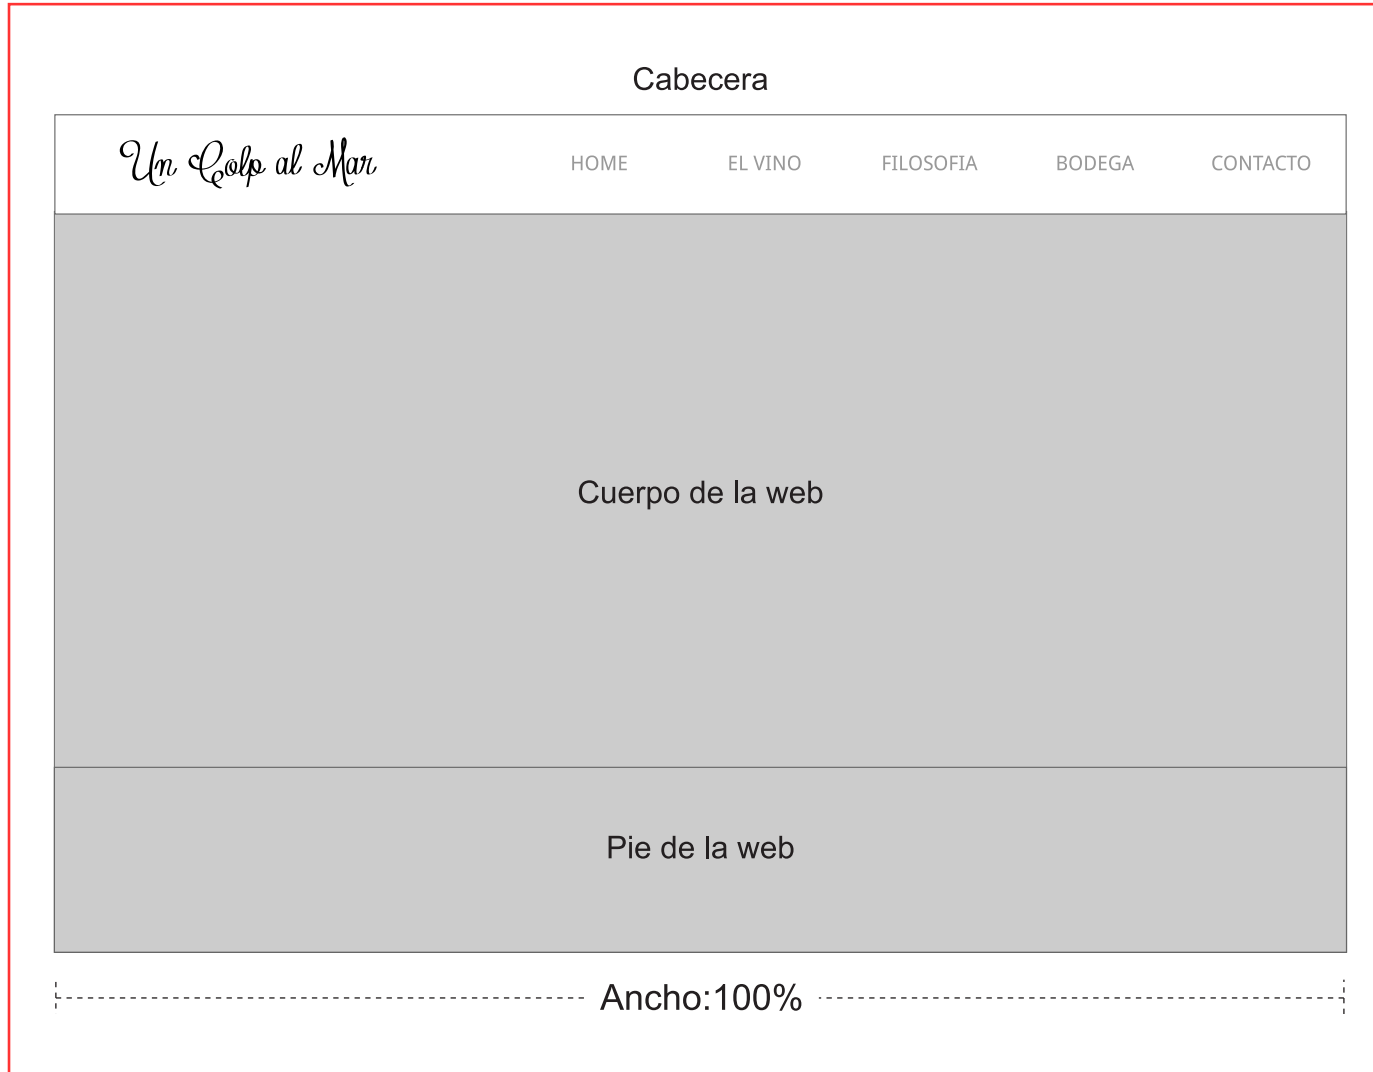 Cabecera
Un Colp al Mar
HOME EL VINO FILOSOFIA BODEGA CONTACTO
Cuerpo de la web
Pie de la web
Ancho:100%